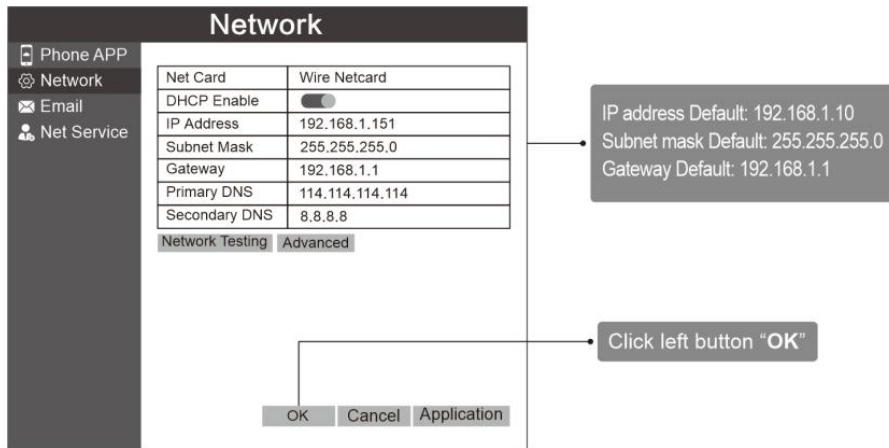 Network
Phone APP
Network
Email
Net Service
Net Card Wire Netcard
DHCP Enable
IP Address 192.168.1.151
Subnet Mask 255.255.255.0
Gateway 192.168.1.1
Primary DNS 114.114.114.114
Secondary DNS 8.8.8.8
Network Testing Advanced
OK Cancel Application
IP address Default: 192.168.1.10
Subnet mask Default: 255.255.255.0
Gateway Default: 192.168.1.1
Click left button “OK”